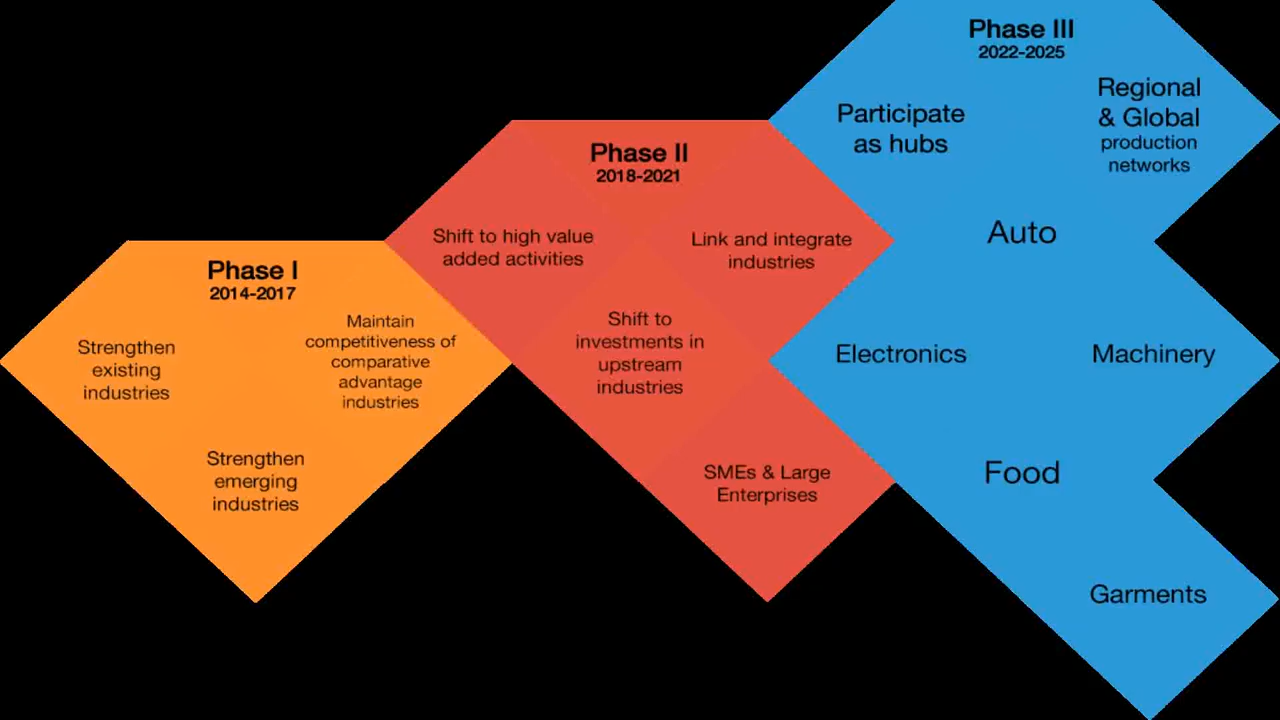 Phase I
2014-2017
Strengthen
existing
industries
Maintain
competitiveness of
comparative
advantage
industries
Strengthen
emerging
industries
Phase II
2018-2021
Shift to high value
added activities
Link and integrate
industries
Shift to
investments in
upstream
industries
SMEs & Large
Enterprises
Phase III
2022-2025
Participate
as hubs
Regional
& Global
production
networks
Auto
Electronics
Machinery
Food
Garments